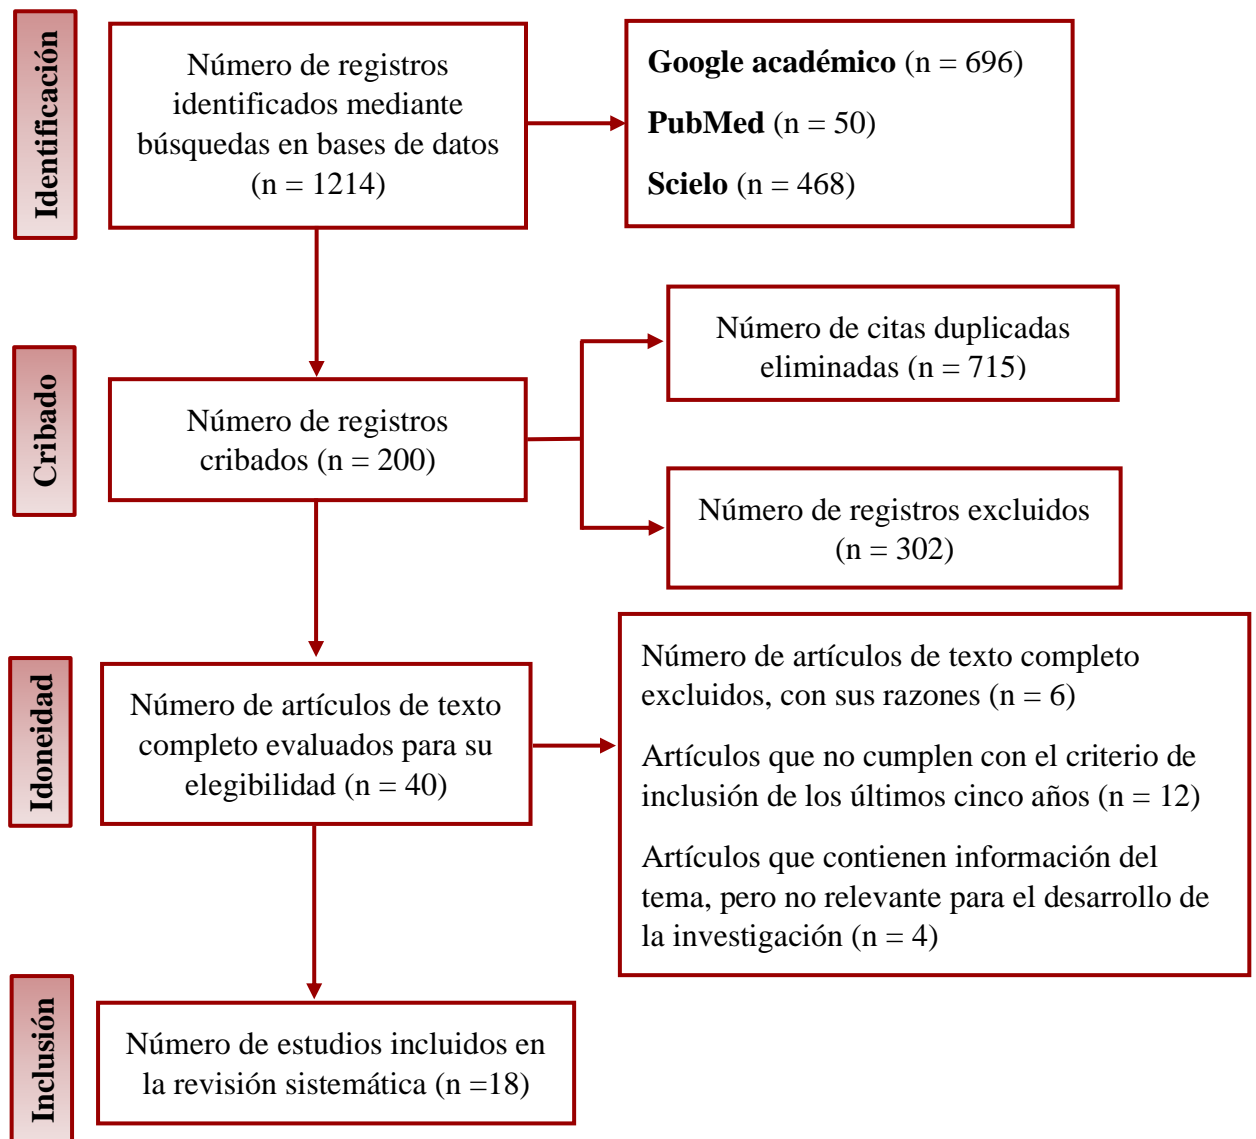 Identificación
Número de registros
identificados mediante
búsquedas en bases de datos
(n = 1214)
Google académico (n = 696)
PubMed (n = 50)
Scielo (n = 468)
Cribado
Número de registros
cribados (n = 200)
Número de citas duplicadas
eliminadas (n = 715)
Número de registros excluidos
(n = 302)
Idoneidad
Número de artículos de texto
completo evaluados para su
elegibilidad (n = 40)
Número de artículos de texto completo
excluidos, con sus razones (n = 6)
Artículos que no cumplen con el criterio de
inclusión de los últimos cinco años (n = 12)
Artículos que contienen información del
tema, pero no relevante para el desarrollo de
la investigación (n = 4)
Inclusión
Número de estudios incluidos en
la revisión sistemática (n =18)